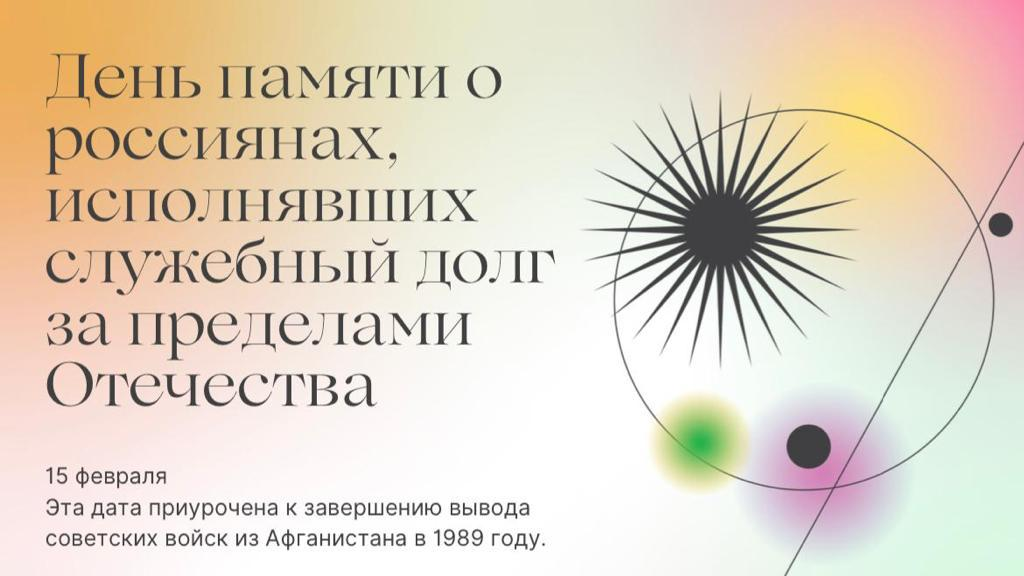 День памяти о
россиянах,
исполнявших
служебный долг
за пределами
Отечества
15 февраля
Эта дата приурочена к завершению вывода
советских войск из Афганистана в 1989 году.